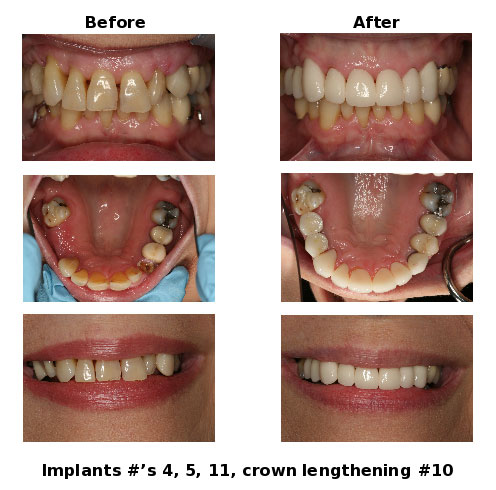 Before After
Implants #’s 4, 5, 11, crown lengthening #10